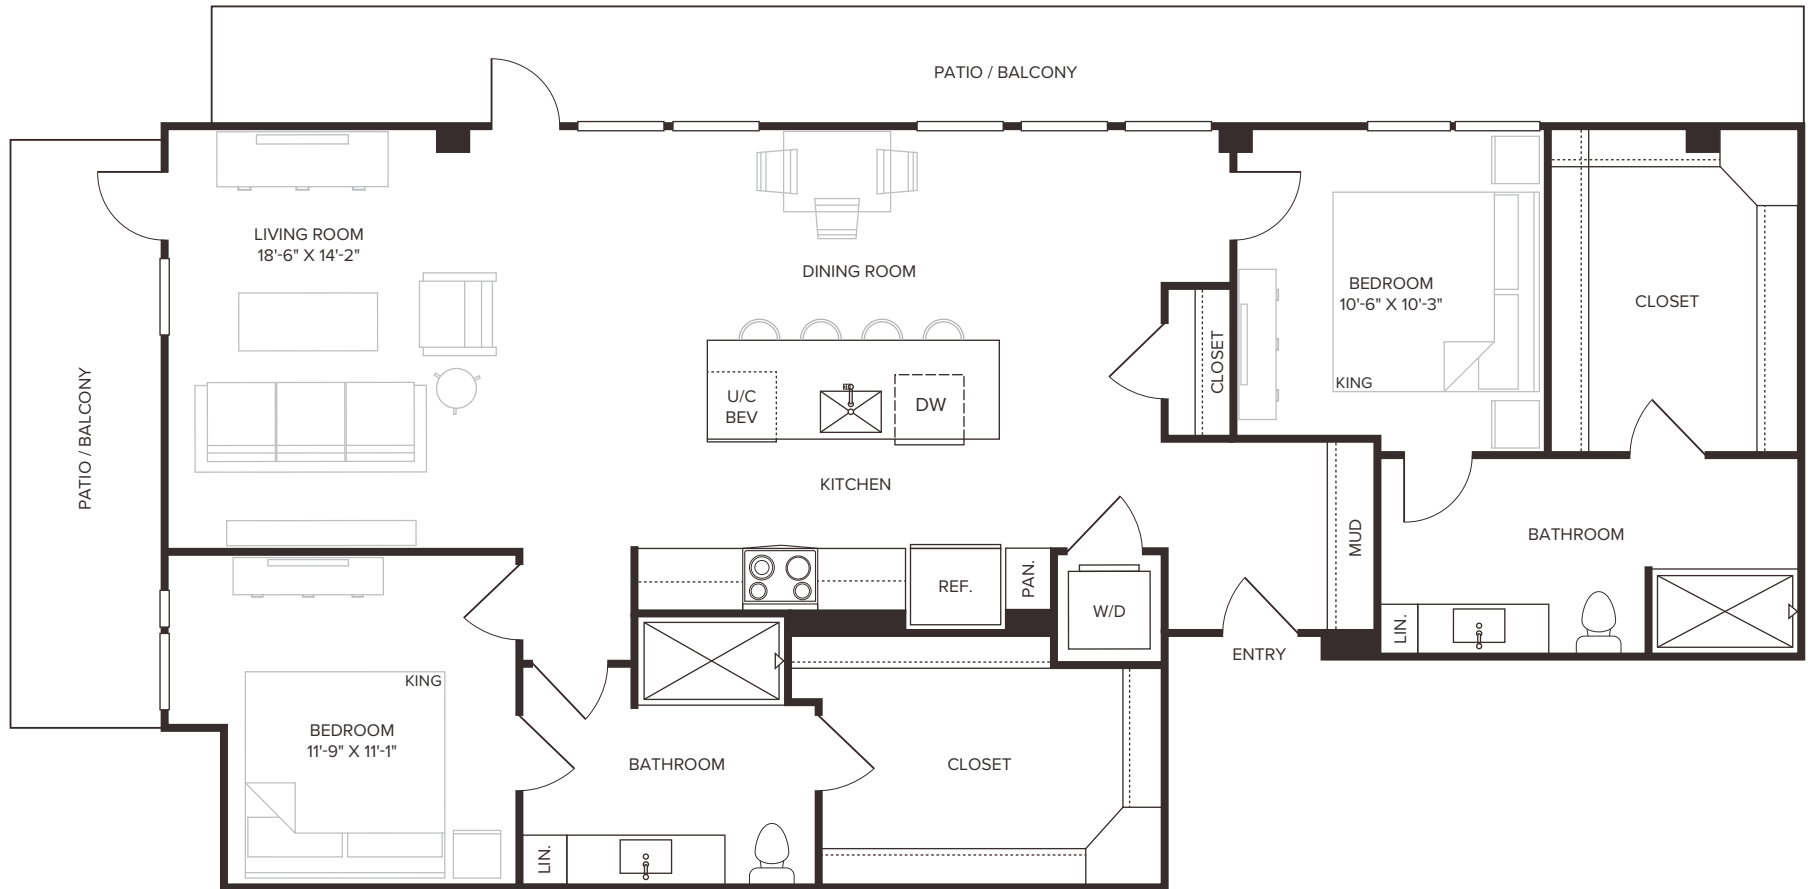 PATIO / BALCONY
LIVING ROOM
18'-6" X 14'-2"
DINING ROOM
BEDROOM
10'-6" X 10'-3"
KING
CLOSET
CLOSET
PATIO / BALCONY
U/C
BEV
DW
KITCHEN
MUD
BATHROOM
REF.
PAN.
W/D
LIN.
ENTRY
KING
BEDROOM
11'-9" X 11'-1"
BATHROOM
CLOSET
LIN.